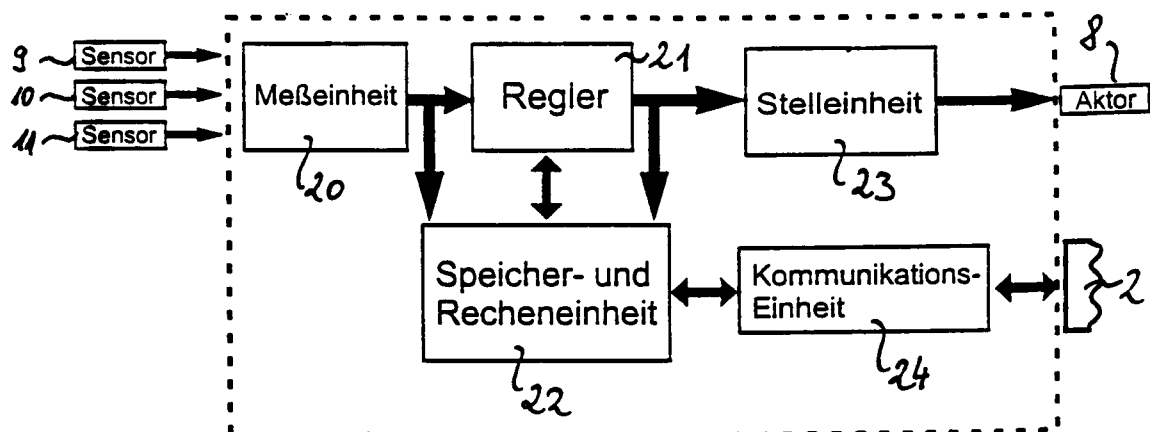 9 Sensor
10 Sensor
11 Sensor
Meßeinheit
20
Regler
21
Stelleinheit
23
8
Aktor
Speicher- und
Recheneinheit
22
Kommunikations-
Einheit
24
2